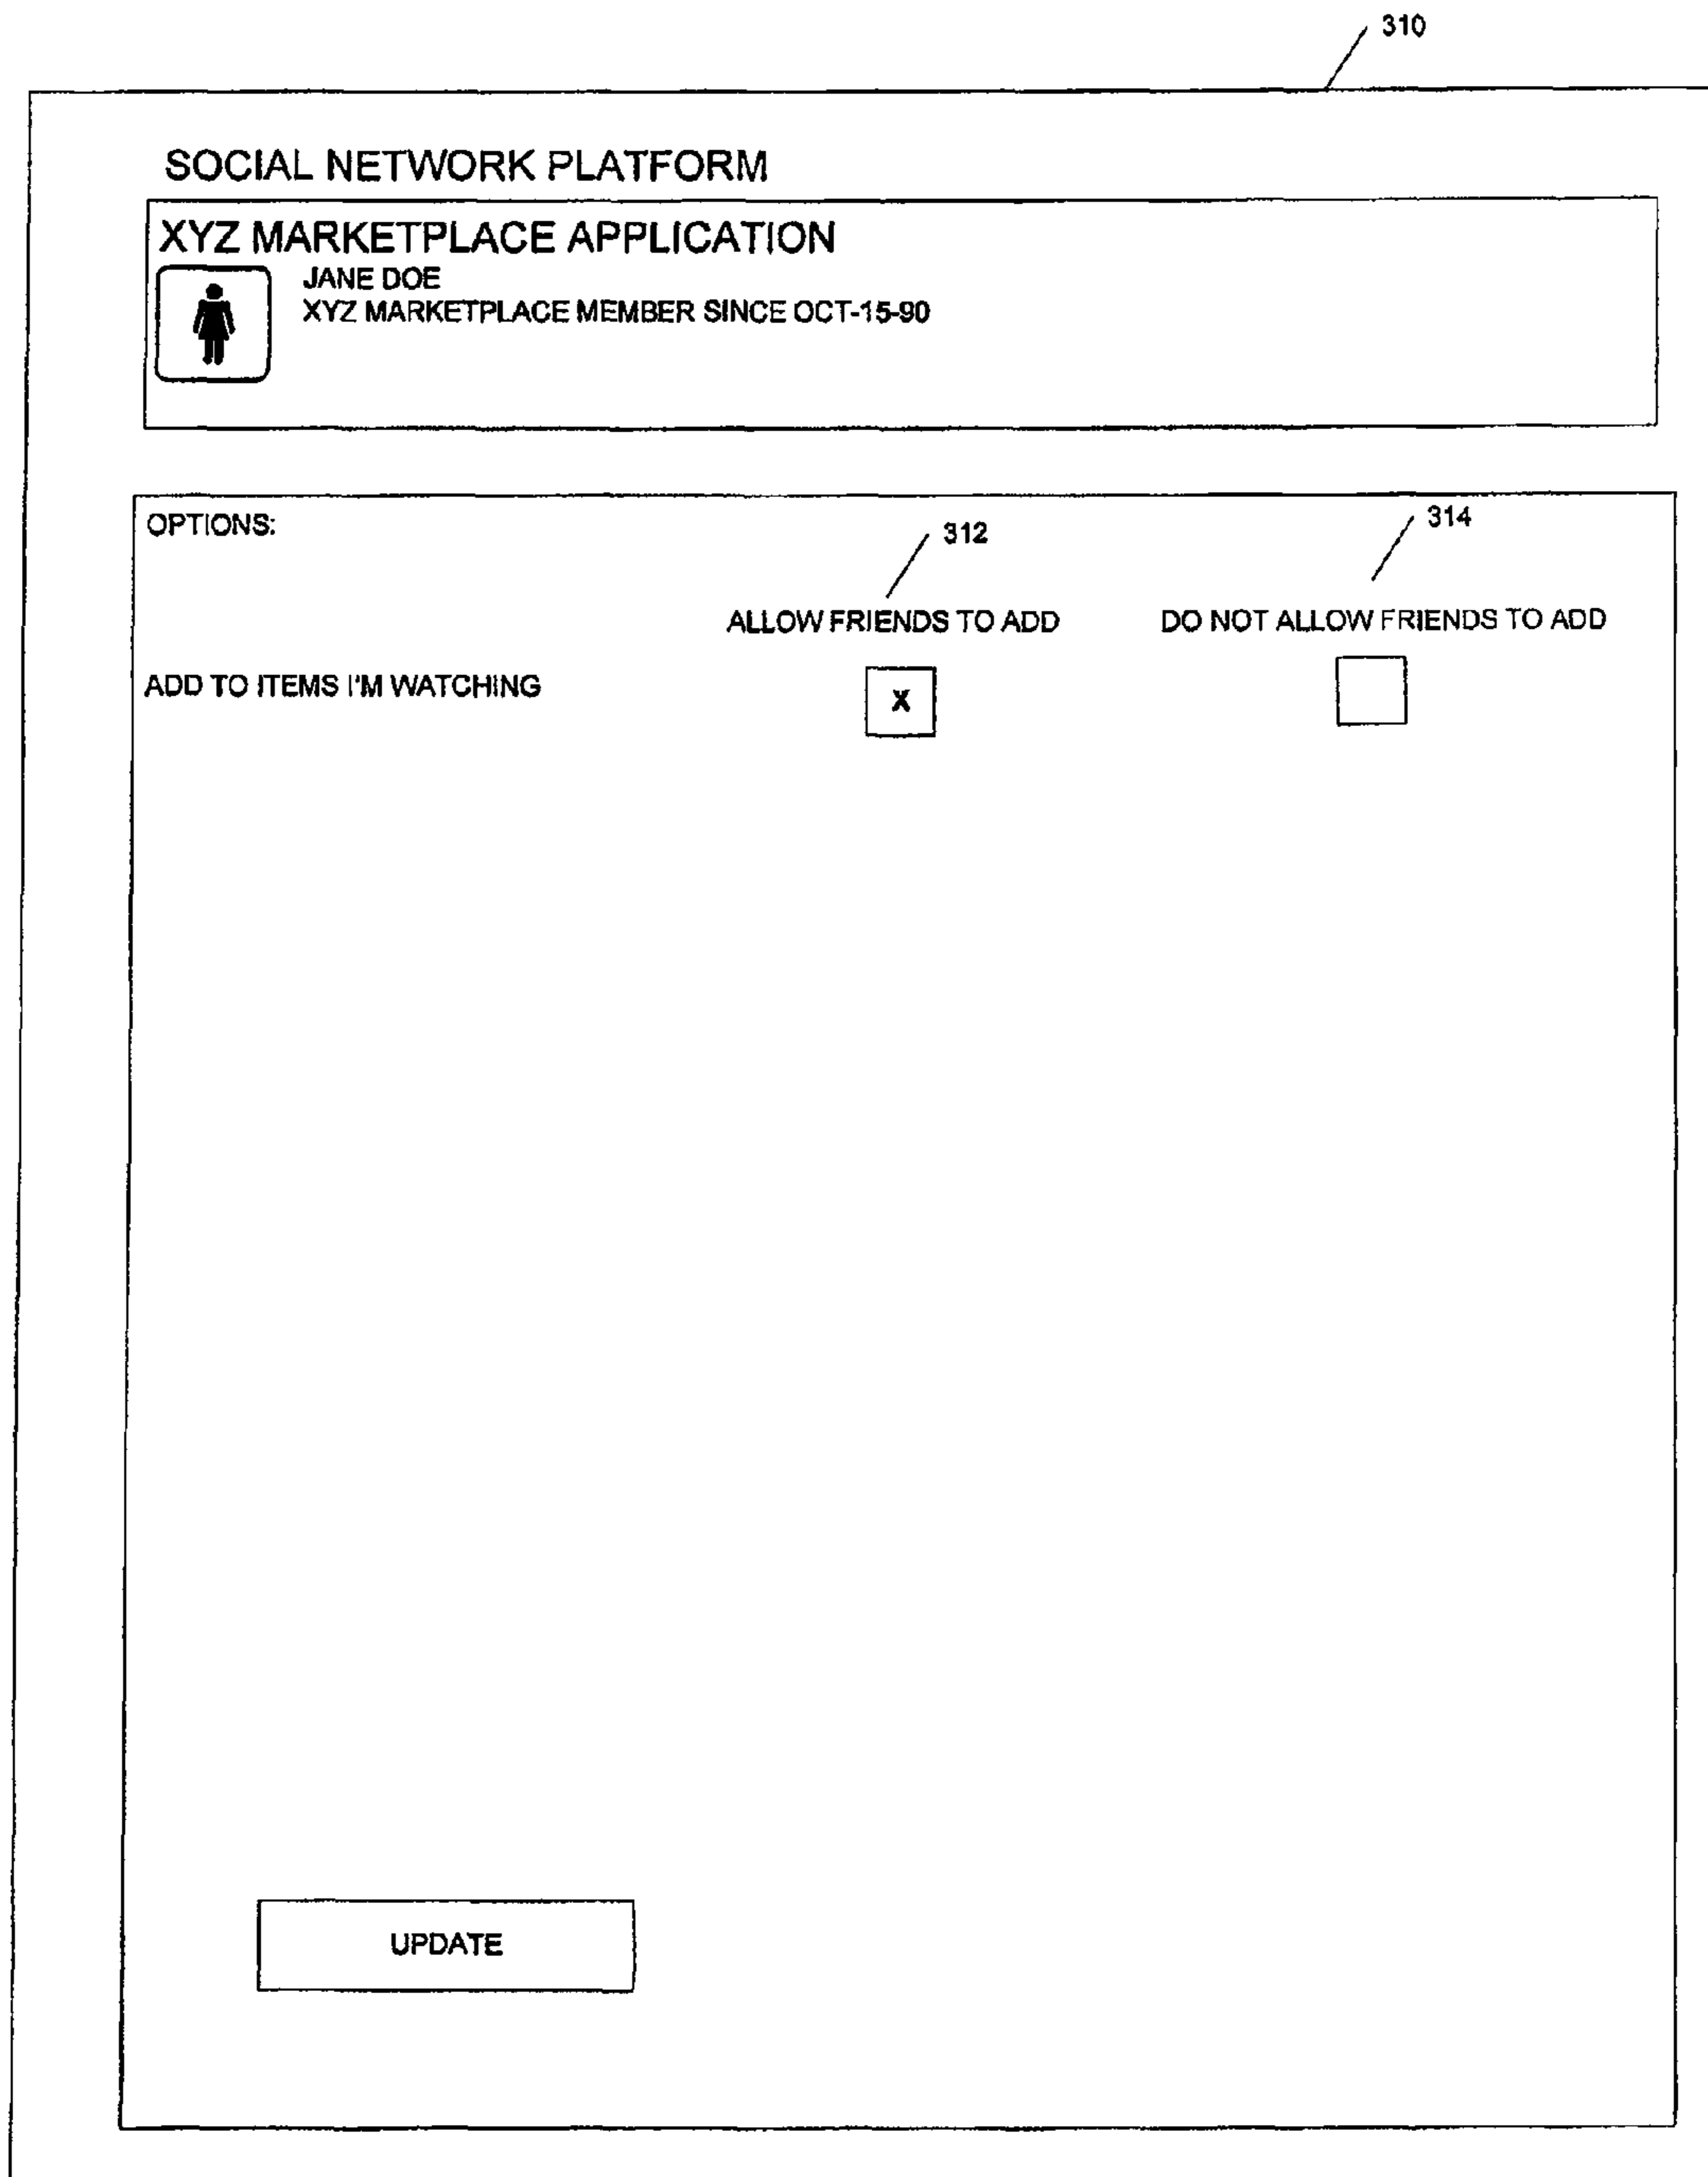 310
SOCIAL NETWORK PLATFORM
XYZ MARKETPLACE APPLICATION
JANE DOE
XYZ MARKETPLACE MEMBER SINCE OCT-15-90
OPTIONS:
312
314
ALLOW FRIENDS TO ADD
DO NOT ALLOW FRIENDS TO ADD
ADD TO ITEMS I'M WATCHING
X
UPDATE